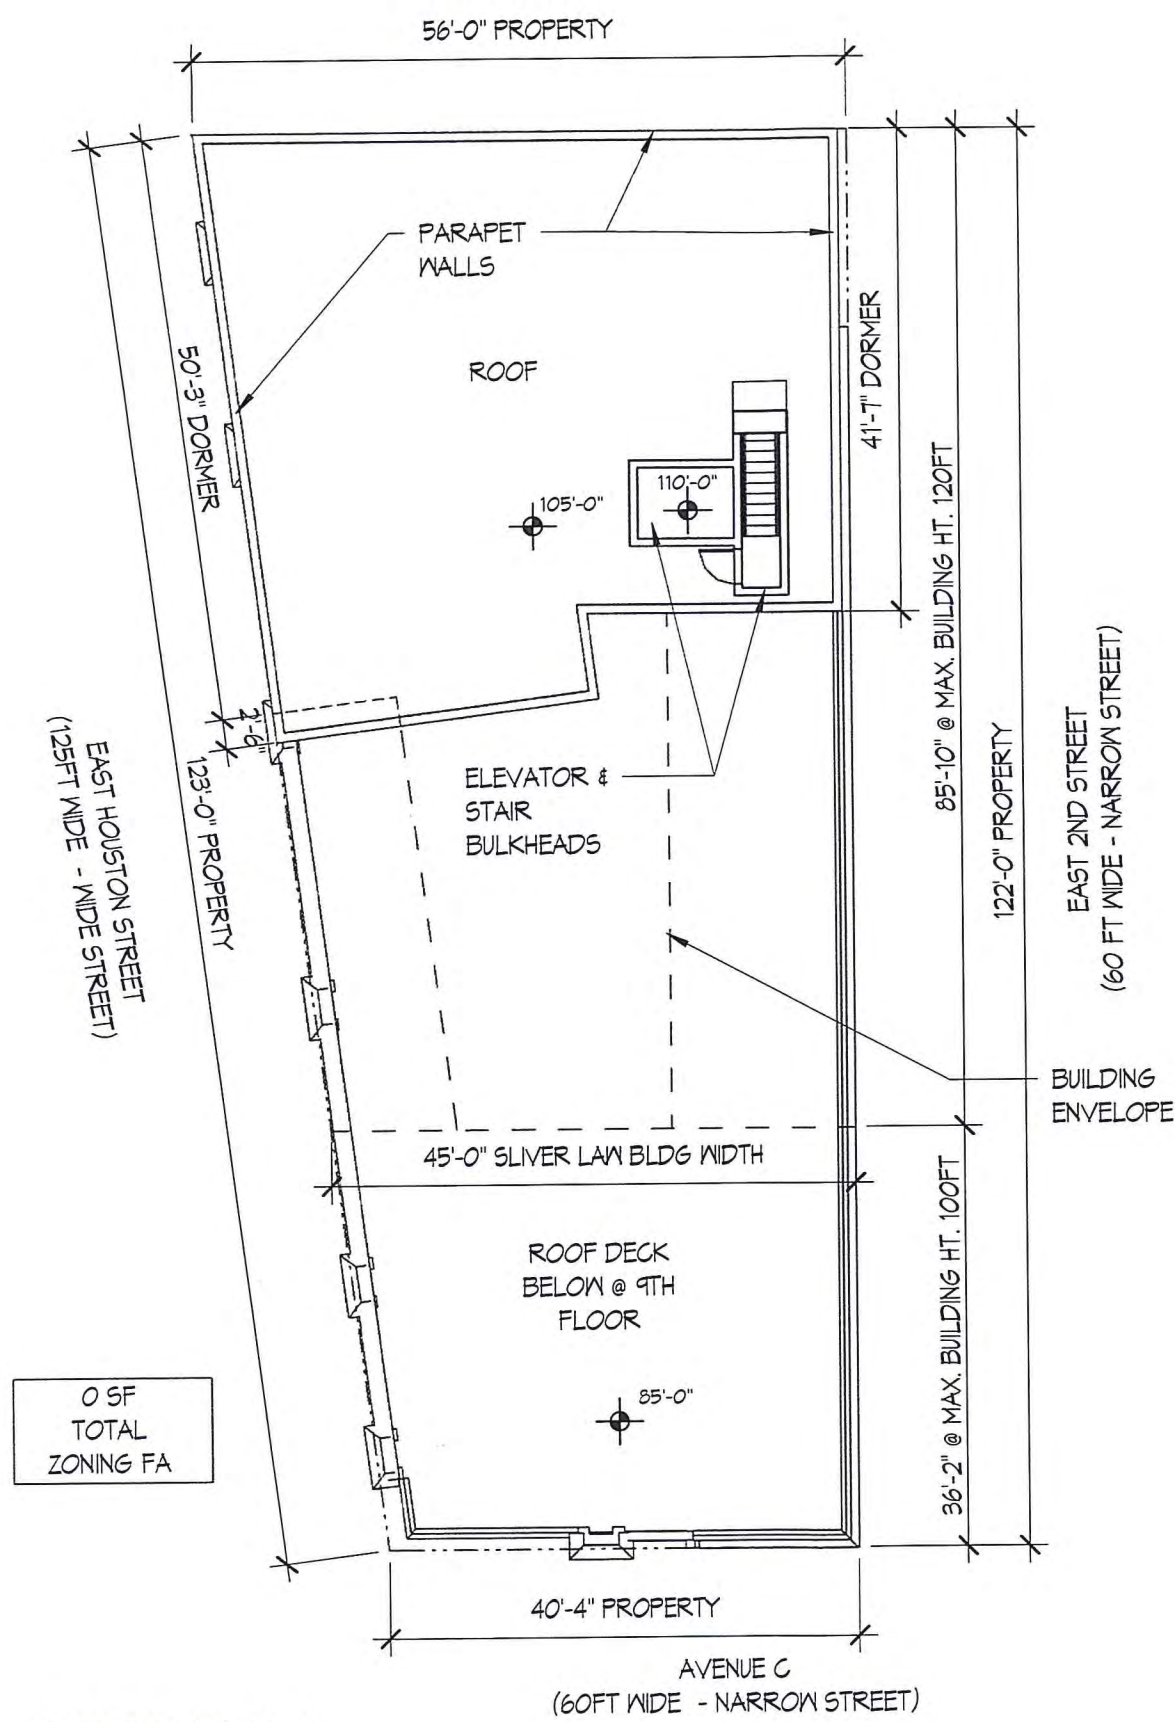 56'-0" PROPERTY
PARAPET
WALLS
ROOF
50'-3" DORMER
41'-7" DORMER
110'-0"
105'-0"
85'-10" @ MAX. BUILDING HT. 120FT
122'-0" PROPERTY
EAST 2ND STREET
(60 FT WIDE - NARROW STREET)
2'-6"
EAST HOUSTON STREET
(125FT WIDE - WIDE STREET)
123'-0" PROPERTY
ELEVATOR &
STAIR
BULKHEADS
BUILDING
ENVELOPE
45'-0" SLIVER LAW BLDG WIDTH
ROOF DECK
BELOW @ 9TH
FLOOR
85'-0"
36'-2" @ MAX. BUILDING HT. 100FT
0 SF
TOTAL
ZONING FA
40'-4" PROPERTY
AVENUE C
(60FT WIDE - NARROW STREET)